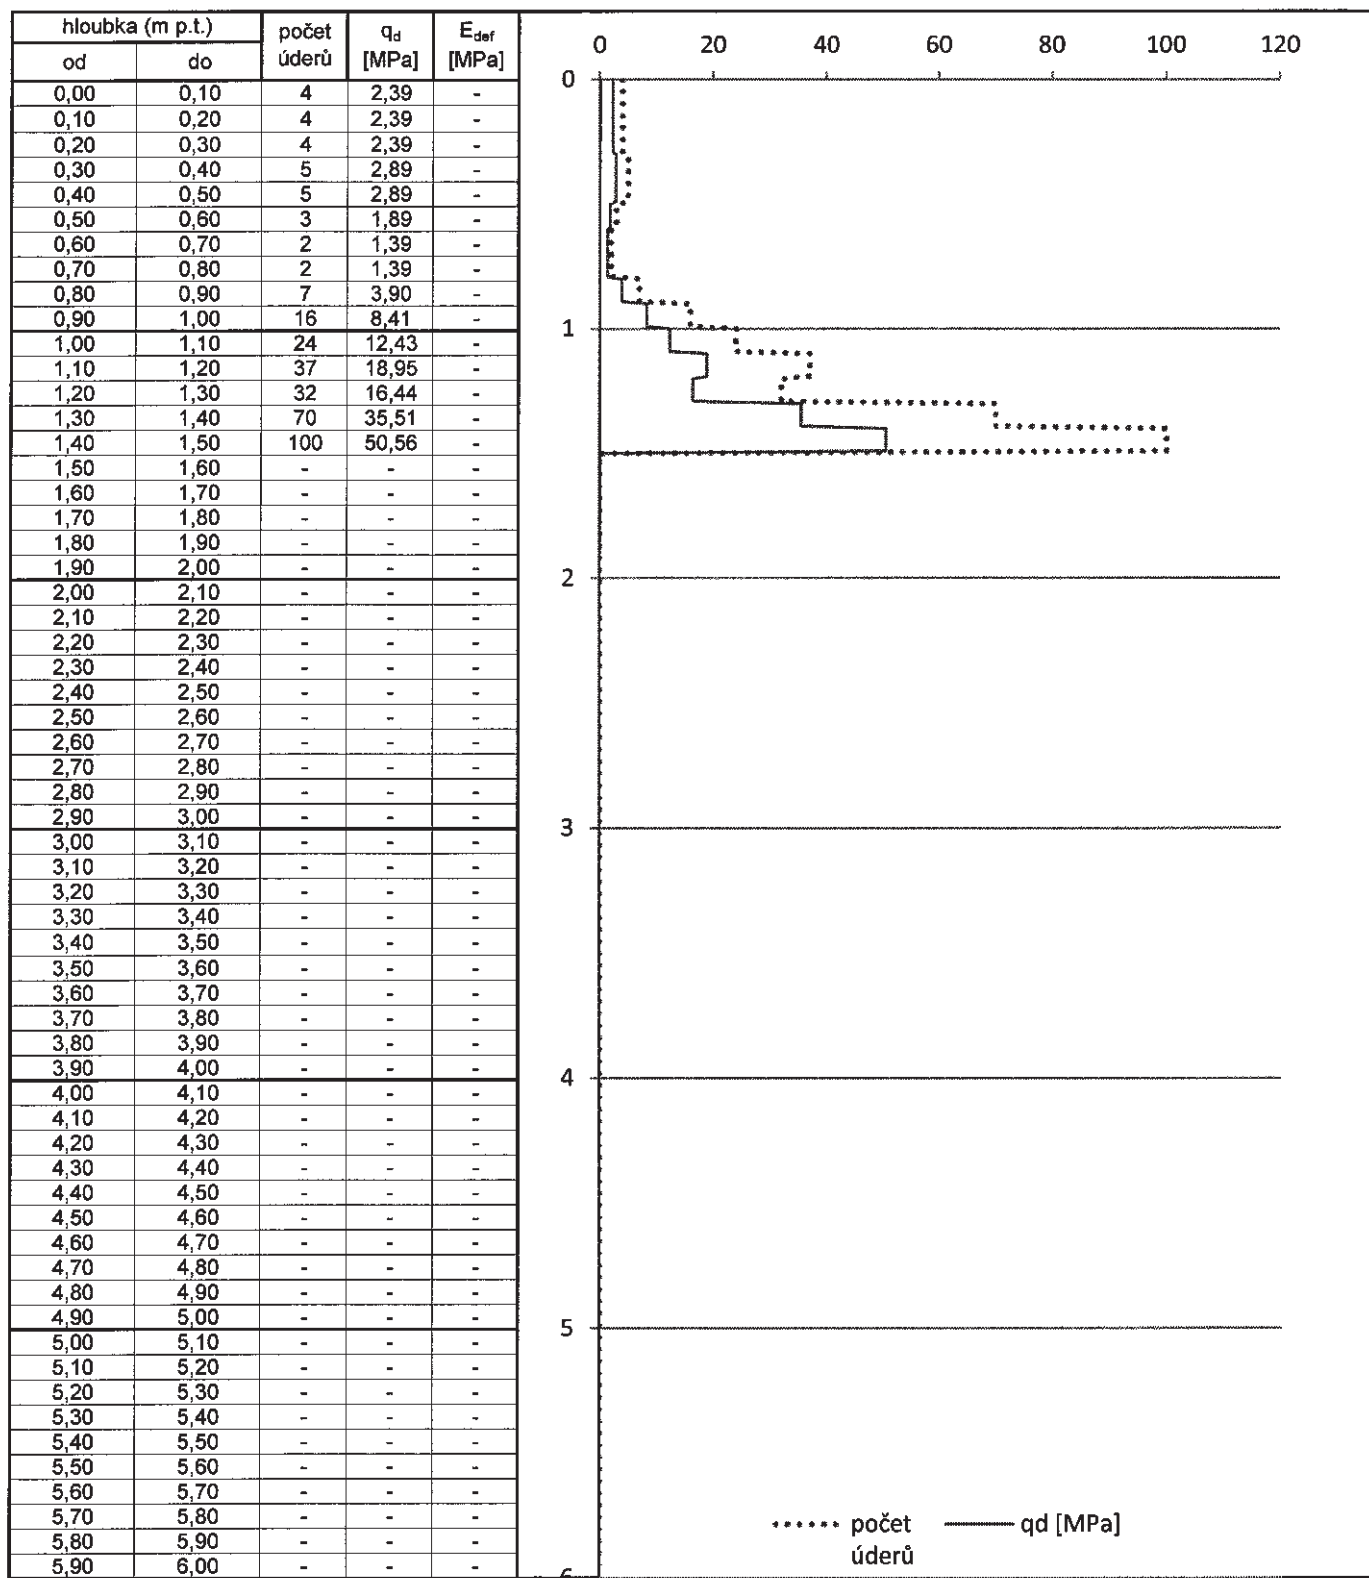 hloubka (m p.t.) počet úderů qd [MPa] Edef [MPa]
od do
0,00 0,10 4 2,39 -
0,10 0,20 4 2,39 -
0,20 0,30 4 2,39 -
0,30 0,40 5 2,89 -
0,40 0,50 5 2,89 -
0,50 0,60 3 1,89 -
0,60 0,70 2 1,39 -
0,70 0,80 2 1,39 -
0,80 0,90 7 3,90 -
0,90 1,00 16 8,41 -
1,00 1,10 24 12,43 -
1,10 1,20 37 18,95 -
1,20 1,30 32 16,44 -
1,30 1,40 70 35,51 -
1,40 1,50 100 50,56 -
1,50 1,60 - - -
1,60 1,70 - - -
1,70 1,80 - - -
1,80 1,90 - - -
1,90 2,00 - - -
2,00 2,10 - - -
2,10 2,20 - - -
2,20 2,30 - - -
2,30 2,40 - - -
2,40 2,50 - - -
2,50 2,60 - - -
2,60 2,70 - - -
2,70 2,80 - - -
2,80 2,90 - - -
2,90 3,00 - - -
3,00 3,10 - - -
3,10 3,20 - - -
3,20 3,30 - - -
3,30 3,40 - - -
3,40 3,50 - - -
3,50 3,60 - - -
3,60 3,70 - - -
3,70 3,80 - - -
3,80 3,90 - - -
3,90 4,00 - - -
4,00 4,10 - - -
4,10 4,20 - - -
4,20 4,30 - - -
4,30 4,40 - - -
4,40 4,50 - - -
4,50 4,60 - - -
4,60 4,70 - - -
4,70 4,80 - - -
4,80 4,90 - - -
4,90 5,00 - - -
5,00 5,10 - - -
5,10 5,20 - - -
5,20 5,30 - - -
5,30 5,40 - - -
5,40 5,50 - - -
5,50 5,60 - - -
5,60 5,70 - - -
5,70 5,80 - - -
5,80 5,90 - - -
5,90 6,00 - - -
0 20 40 60 80 100 120
0
1
2
3
4
5
6
počet
úderů
qd [MPa]